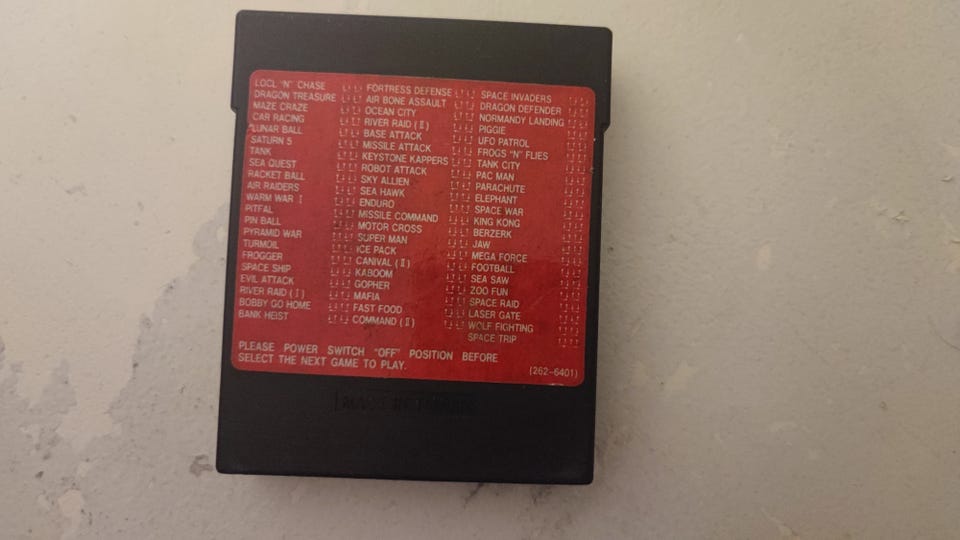 LOCL "N" CHASE
DRAGON TREASURE
MAZE CRAZE
CAR RACING
LUNAR BALL
SATURN 5
TANK
SEA QUEST
RACKET BALL
AIR RAIDERS
WARM WAR I
PITFAL
PIN BALL
PYRAMID WAR
TURMOIL
FROGGER
SPACE SHIP
EVIL ATTACK
RIVER RAID (I)
BOBBY GO HOME
BANK HEIST
FORTRESS DEFENSE
AIR BONE ASSAULT
OCEAN CITY
RIVER RAID (II)
BASE ATTACK
MISSILE ATTACK
KEYSTONE KAPPERS
ROBOT ATTACK
SKY ALLIEN
SEA HAWK
ENDURO
MISSILE COMMAND
MOTOR CROSS
SUPER MAN
ICE PACK
CANIVAL (II)
KABOOM
GOPHER
MAFIA
FAST FOOD
COMMAND (II)
SPACE INVADERS
DRAGON DEFENDER
NORMANDY LANDING
PIGGIE
UFO PATROL
FROGS "N" FLIES
TANK CITY
PAC MAN
PARACHUTE
ELEPHANT
SPACE WAR
KING KONG
BERZERK
JAW
MEGA FORCE
FOOTBALL
SEA SAW
ZOO FUN
SPACE RAID
LASER GATE
WOLF FIGHTING
SPACE TRIP
PLEASE POWER SWITCH "OFF" POSITION BEFORE
SELECT THE NEXT GAME TO PLAY.
(262-6401)
MADE IN TAIWAN